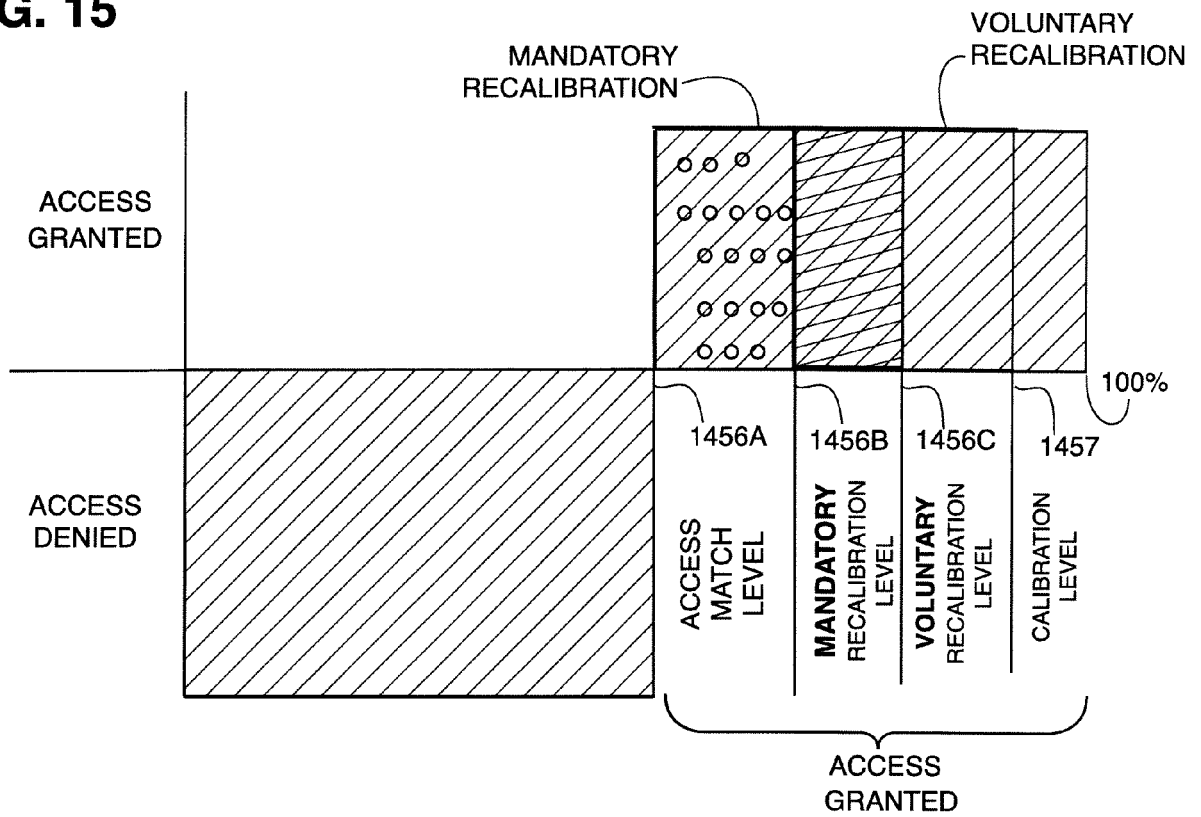 G. 15
VOLUNTARY
RECALIBRATION
MANDATORY
RECALIBRATION
ACCESS
GRANTED
100%
1456A
1456B
1456C
1457
ACCESS
DENIED
ACCESS
MATCH
LEVEL
MANDATORY
RECALIBRATION
LEVEL
VOLUNTARY
RECALIBRATION
LEVEL
CALIBRATION
LEVEL
ACCESS
GRANTED